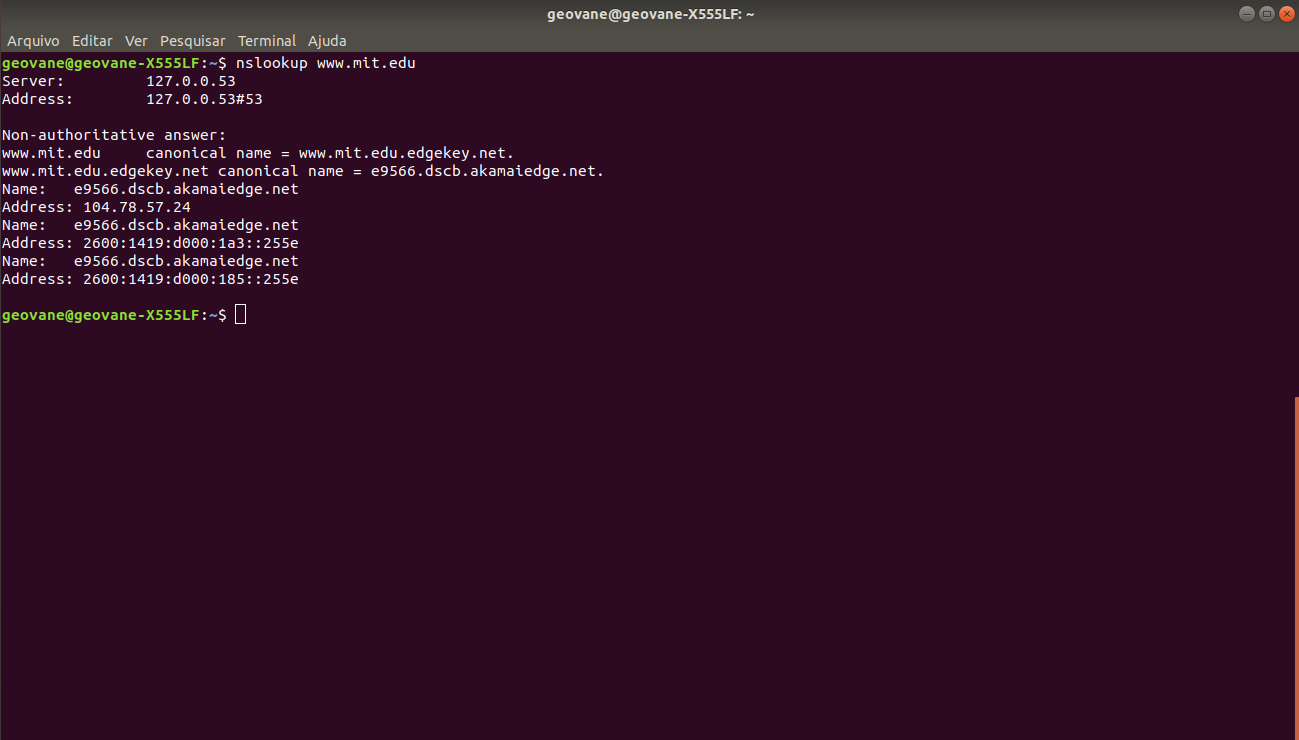 geovane@geovane-X555LF: ~
Arquivo Editar Ver Pesquisar Terminal Ajuda
geovane@geovane-X555LF:~$ nslookup www.mit.edu
Server:         127.0.0.53
Address:        127.0.0.53#53
Non-authoritative answer:
www.mit.edu     canonical name = www.mit.edu.edgekey.net.
www.mit.edu.edgekey.net canonical name = e9566.dscb.akamaiedge.net.
Name:   e9566.dscb.akamaiedge.net
Address: 104.78.57.24
Name:   e9566.dscb.akamaiedge.net
Address: 2600:1419:d000:1a3::255e
Name:   e9566.dscb.akamaiedge.net
Address: 2600:1419:d000:185::255e
geovane@geovane-X555LF:~$